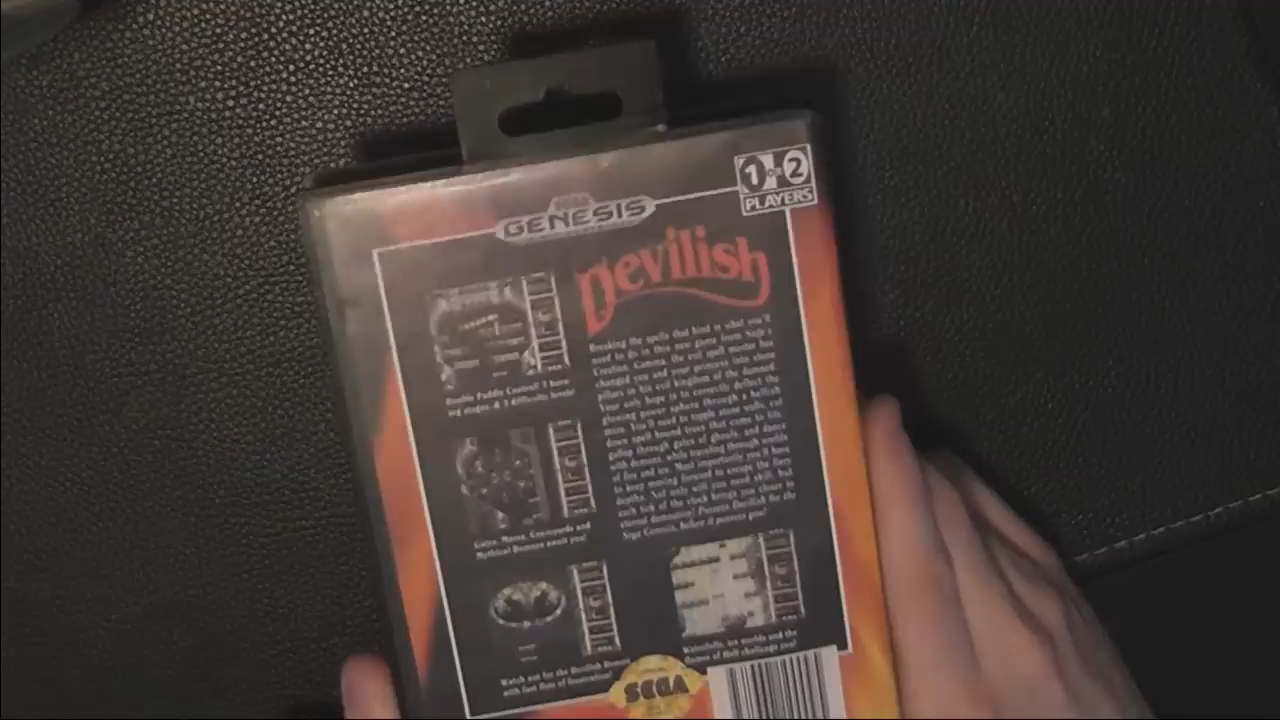 1 or 2
PLAYERS
SEGA
GENESIS
Devilish
Breaking the spells that bind is what you'll
need to do in this new game from Sage's
Creation. Gamma, the evil spell master has
changed you and your princess into stone
pillars in his evil kingdom of the damned.
Your only hope is to correctly deflect the
glowing power sphere through a hellish
maze. You'll need to topple stone walls, cut
down spell bound trees that come to life,
gallop through gates of ghouls, and dance
with demons, while traveling through worlds
of fire and ice. Most importantly you'll have
to keep moving forward to escape the fiery
depths. Not only will you need skill, but
each tick of the clock brings you closer to
eternal damnation! Possess Devilish for the
Sega Genesis, before it possess you!
Double Paddle Control! 7 
ing stages, & 3 difficulty levels!
Gates, Moons, Graveyards and
Mythical Demons await you!
Watch out for the Devilish Demon
with fast fists of frustration!
Waterfalls, ice worlds and the
Domes of Hell challenge you!
SEGA